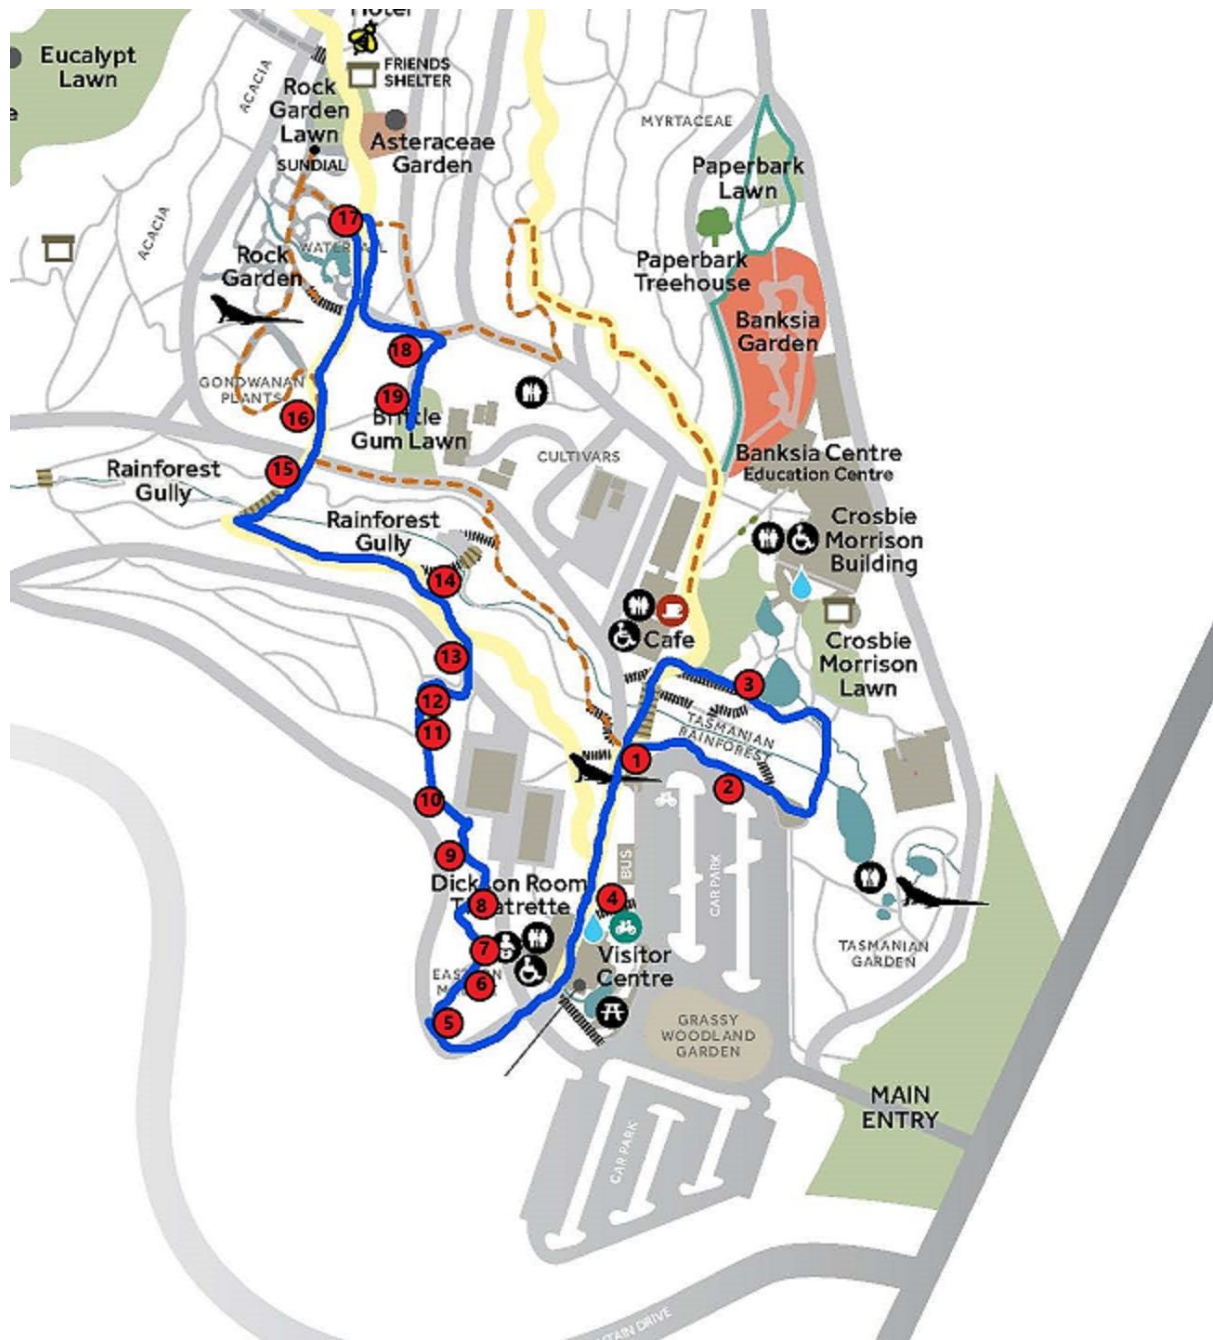 Hotel
Eucalypt
Lawn
e
ACACIA
FRIENDS
SHELTER
Rock
Garden
Lawn
SUNDIAL
Asteraceae
Garden
MYRTACEAE
Paperbark
Lawn
ACACIA
17
Rock
Garden
Paperbark
Treehouse
Banksia
Garden
18
GONDWANAN
PLANTS
16
19
Gum Lawn
CULTIVARS
Banksia Centre
Education Centre
15
Rainforest
Gully
Rainforest
Gully
Crosbie
Morrison
Building
14
Cafe
Crosbie
Morrison
Lawn
13
3
12
11
TASMANIAN
RAINFOREST
1
2
10
9
BUS
CAR PARK
8
4
7
6
5
Visitor
Centre
TASMANIAN
GARDEN
GRASSY
WOODLAND
GARDEN
MAIN
ENTRY
CAR PARK
DRIVE